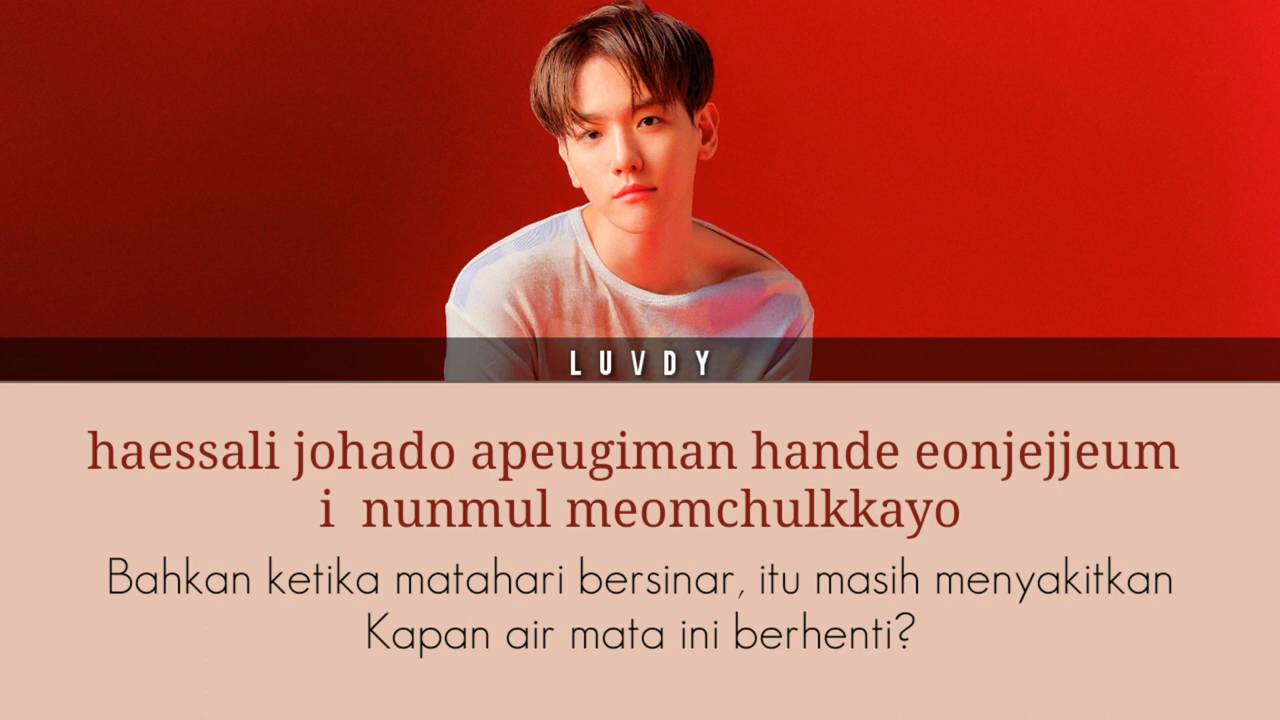 LUVDY
haessali johado apeugiman hande eonjejjeum
i nunmul meomchulkkayo
Bahkan ketika matahari bersinar, itu masih menyakitkan
Kapan air mata ini berhenti?